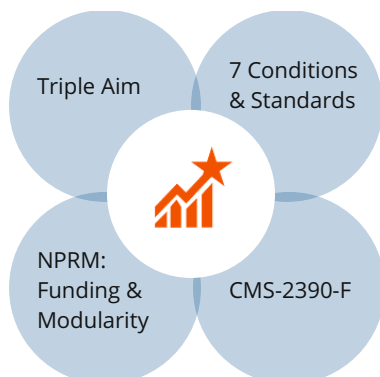 Triple Aim
7 Conditions
& Standards
NPRM:
Funding &
Modularity
CMS-2390-F